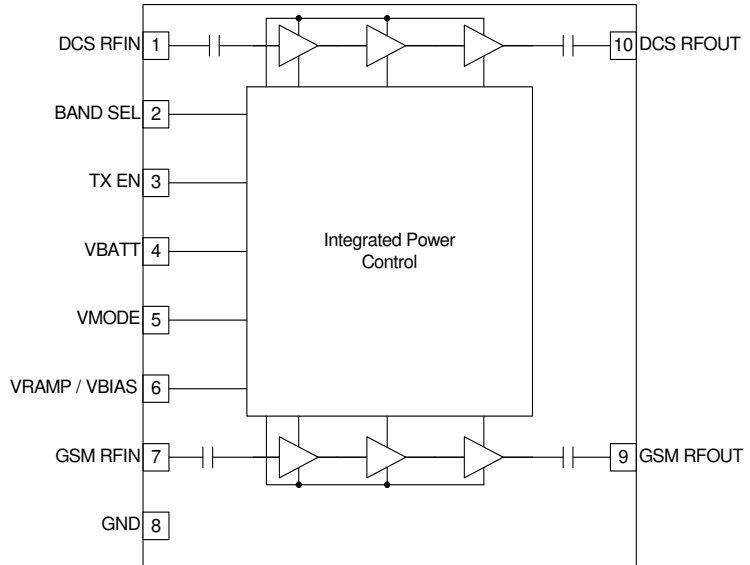 DCS RFIN 1
10 DCS RFOUT
BAND SEL 2
TX EN 3
VBATT 4
Integrated Power
Control
VMODE 5
VRAMP / VBIAS 6
GSM RFIN 7
9 GSM RFOUT
GND 8